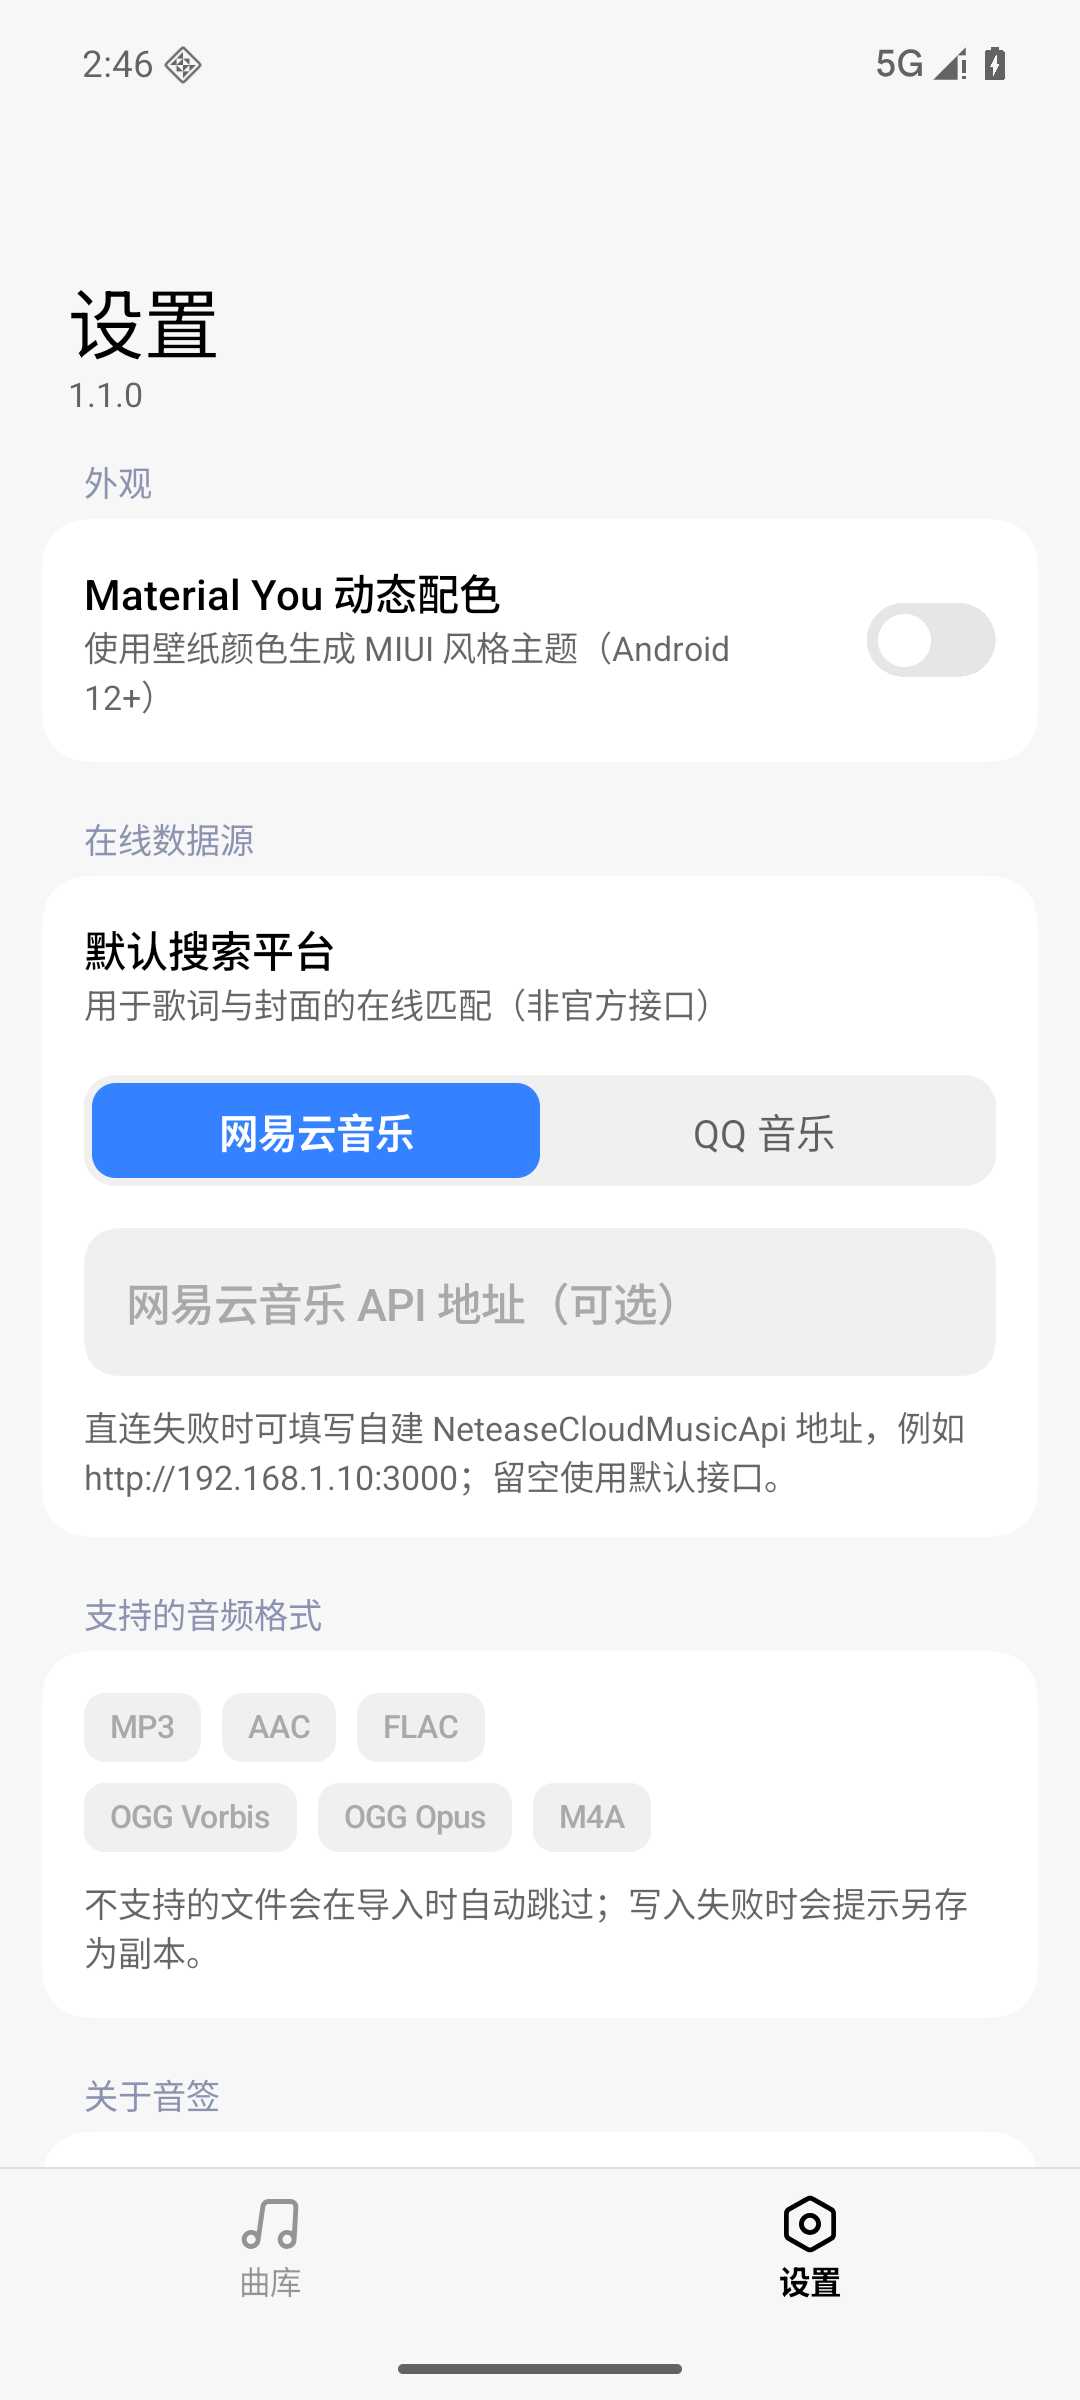 2:46
5G
设置
1.1.0
外观
Material You 动态配色
使用壁纸颜色生成 MIUI 风格主题（Android
12+）
在线数据源
默认搜索平台
用于歌词与封面的在线匹配（非官方接口）
网易云音乐
QQ 音乐
网易云音乐 API 地址（可选）
直连失败时可填写自建 NeteaseCloudMusicApi 地址，例如
http://192.168.1.10:3000；留空使用默认接口。
支持的音频格式
MP3
AAC
FLAC
OGG Vorbis
OGG Opus
M4A
不支持的文件会在导入时自动跳过；写入失败时会提示另存
为副本。
关于音签
曲库
设置